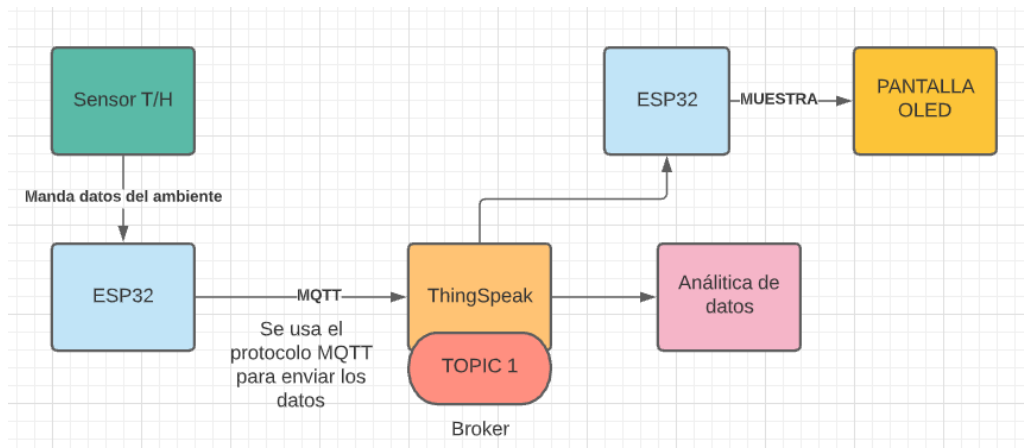 Sensor T/H
ESP32
MUESTRA
PANTALLA
OLED
Manda datos del ambiente
ESP32
MQTT
Se usa el
protocolo MQTT
para enviar los
datos
ThingSpeak
TOPIC 1
Broker
Análitica de
datos